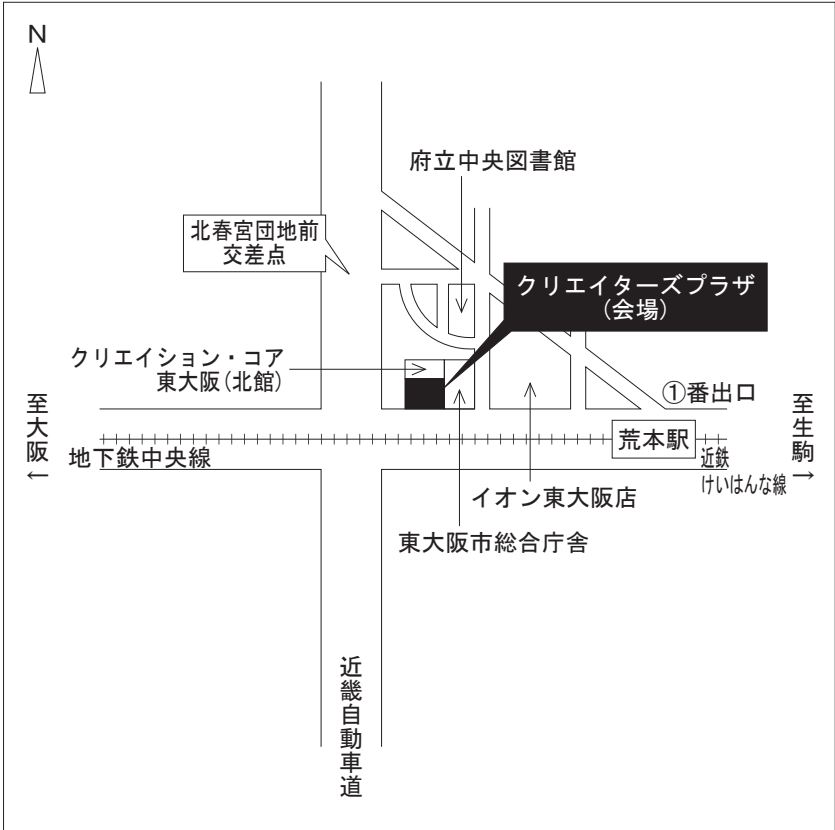 N
府立中央図書館
北春宮団地前
交差点
クリエイターズプラザ
(会場)
クリエイション・コア
東大阪(北館)
①番出口
至大阪←
至生駒→
荒本駅
地下鉄中央線
近鉄
けいはんな線
イオン東大阪店
東大阪市総合庁舎
近畿自動車道